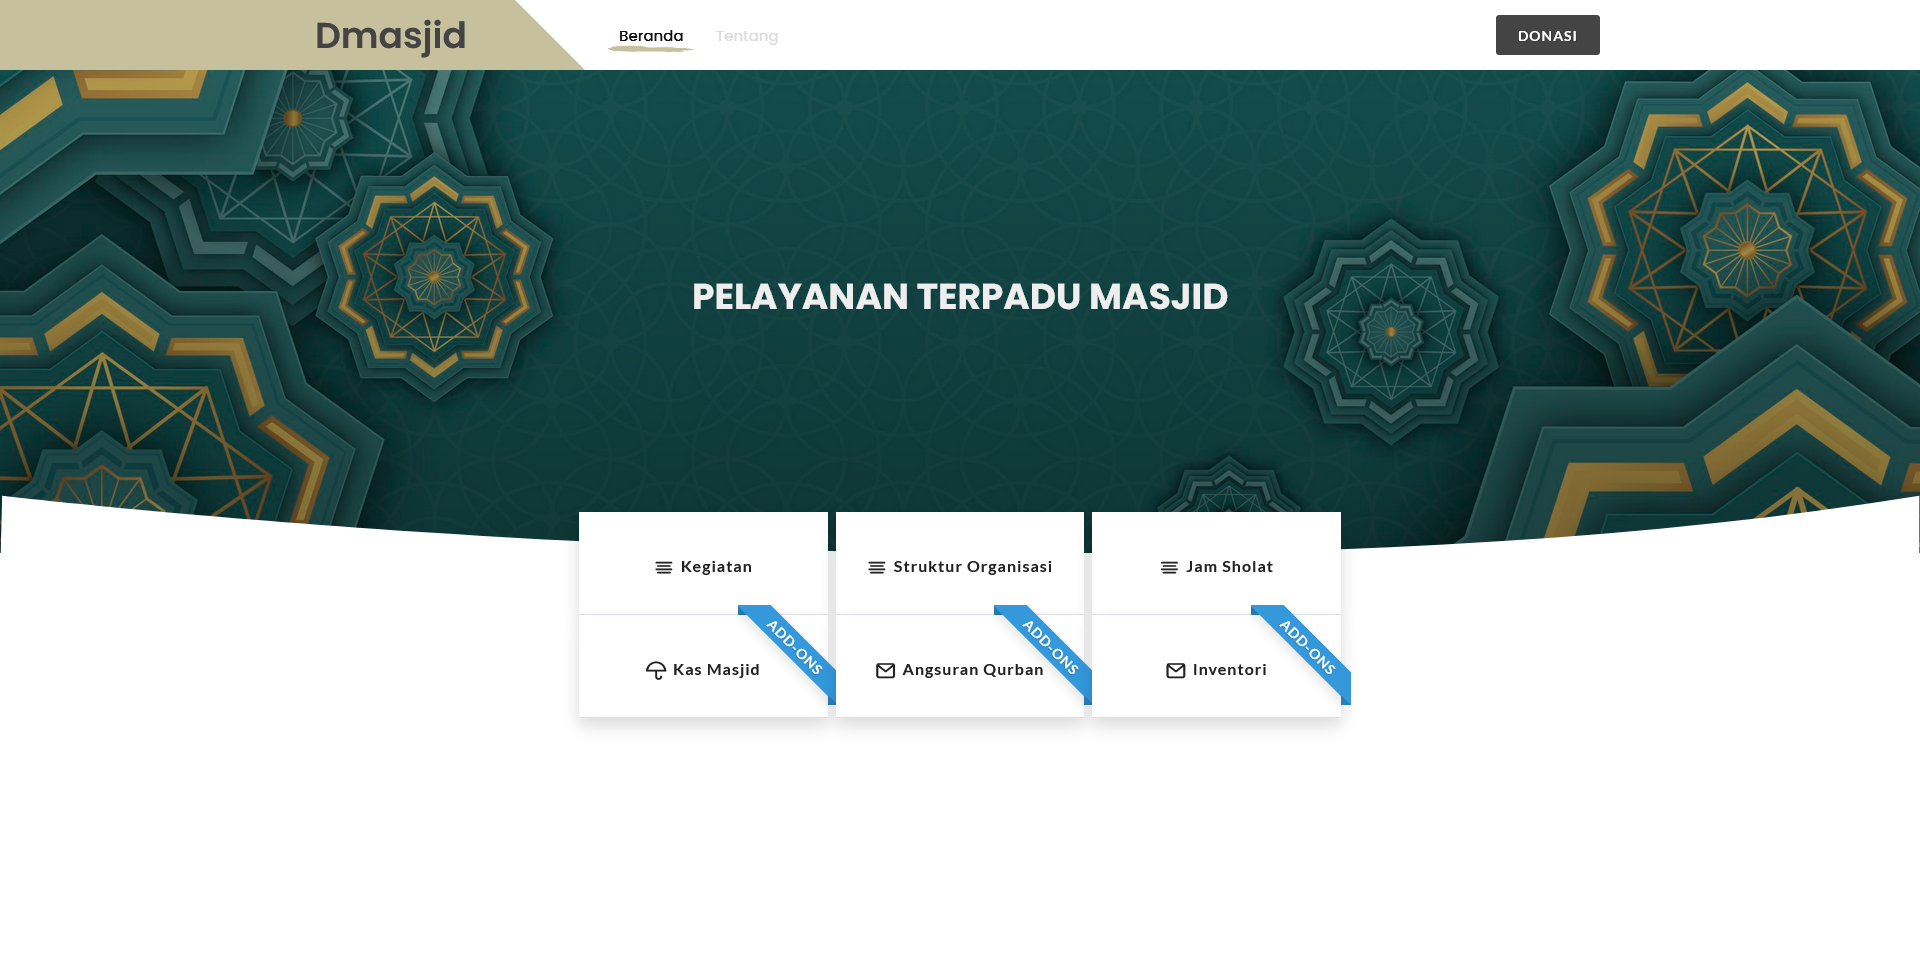 Dmasjid
Beranda
Tentang
DONASI
PELAYANAN TERPADU MASJID
Kegiatan
Struktur Organisasi
Jam Sholat
ADD-ONS
ADD-ONS
ADD-ONS
Kas Masjid
Angsuran Qurban
Inventori